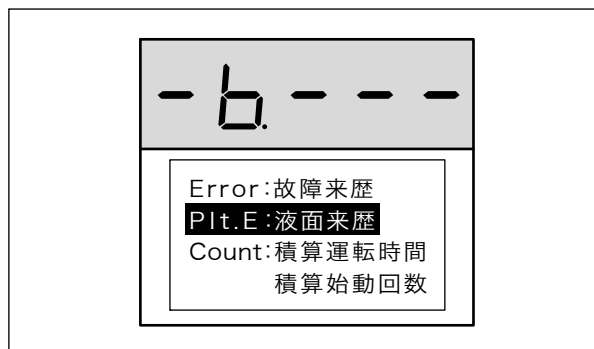 - b. - - -
Error:故障来歴
Plt.E:液面来歴
Count:積算運転時間
積算始動回数